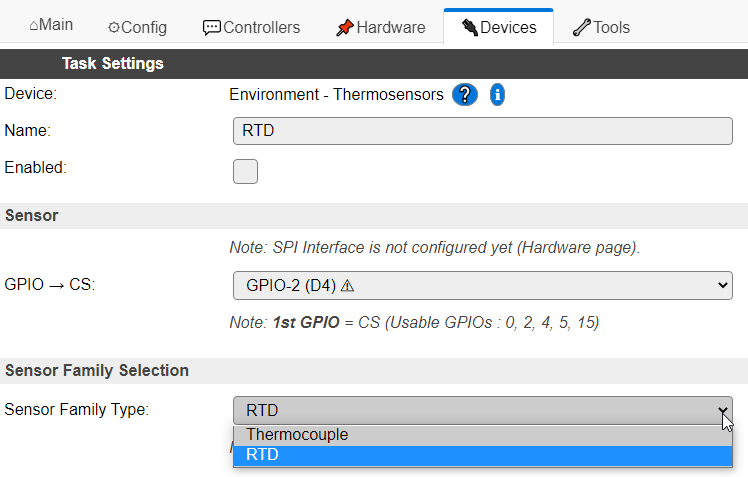 Main Config Controllers Hardware Devices Tools
Task Settings
Device: Environment - Thermosensors ? i
Name: RTD
Enabled:
Sensor
Note: SPI Interface is not configured yet (Hardware page).
GPIO → CS: GPIO-2 (D4) ⚠
Note: 1st GPIO = CS (Usable GPIOs : 0, 2, 4, 5, 15)
Sensor Family Selection
Sensor Family Type: RTD
Thermocouple
RTD